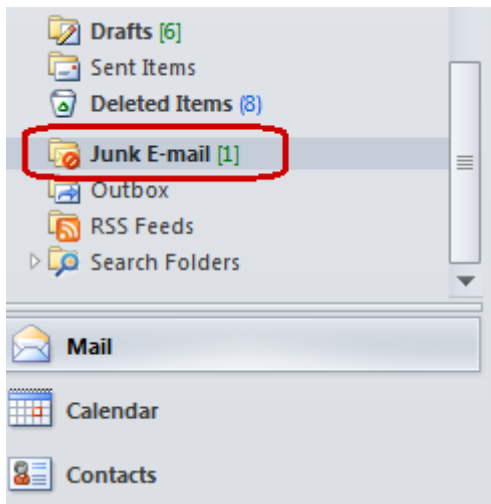 Drafts [6]
Sent Items
Deleted Items (8)
Junk E-mail [1]
Outbox
RSS Feeds
Search Folders
Mail
Calendar
Contacts